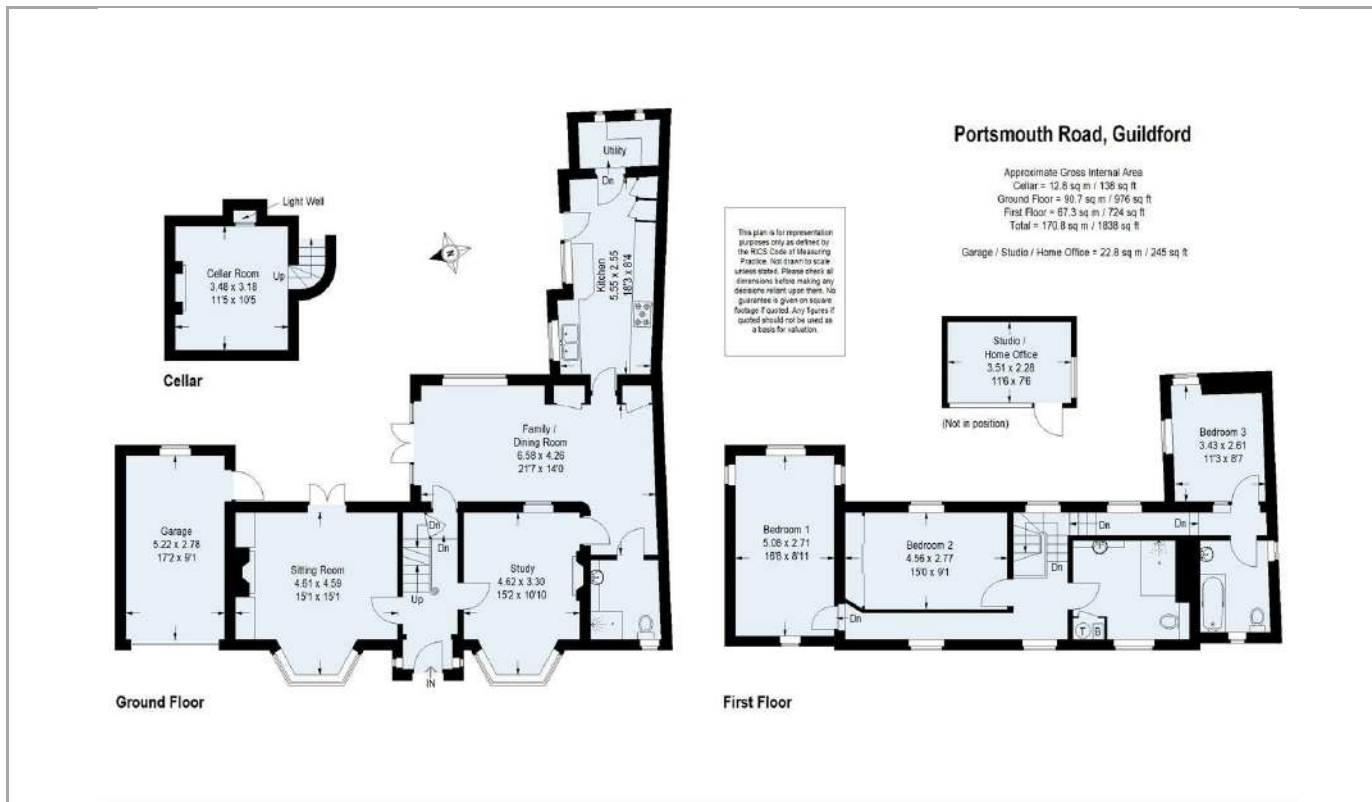 Portsmouth Road, Guildford
Approximate Gross Internal Area
Cellar = 12.8 sq m / 138 sq ft
Ground Floor = 90.7 sq m / 976 sq ft
First Floor = 67.3 sq m / 724 sq ft
Total = 170.8 sq m / 1838 sq ft
Garage / Studio / Home Office = 22.8 sq m / 245 sq ft
This plan is for representation
purposes only as defined by
the RICS Code of Measuring
Practice. Not drawn to scale
unless stated. Please check all
dimensions before making any
decisions reliant upon them. No
guarantee is given on square
footage if quoted. Any figures if
quoted should not be used as
a basis for valuation.
Light Well
Cellar Room
3.48 x 3.18
11'5 x 10'5
Up
Cellar
N
Utility
Dn
Kitchen
5.55 x 2.55
18'3 x 8'4
Family /
Dining Room
6.58 x 4.26
21'7 x 14'0
Garage
5.22 x 2.78
17'2 x 9'1
Sitting Room
4.61 x 4.59
15'1 x 15'1
Dn
Dn
Up
Study
4.62 x 3.30
15'2 x 10'10
IN
Ground Floor
Studio /
Home Office
3.51 x 2.28
11'6 x 7'6
(Not in position)
Bedroom 3
3.43 x 2.61
11'3 x 8'7
Bedroom 1
5.08 x 2.71
16'8 x 8'11
Bedroom 2
4.56 x 2.77
15'0 x 9'1
Dn
Dn
Dn
Dn
T
B
First Floor